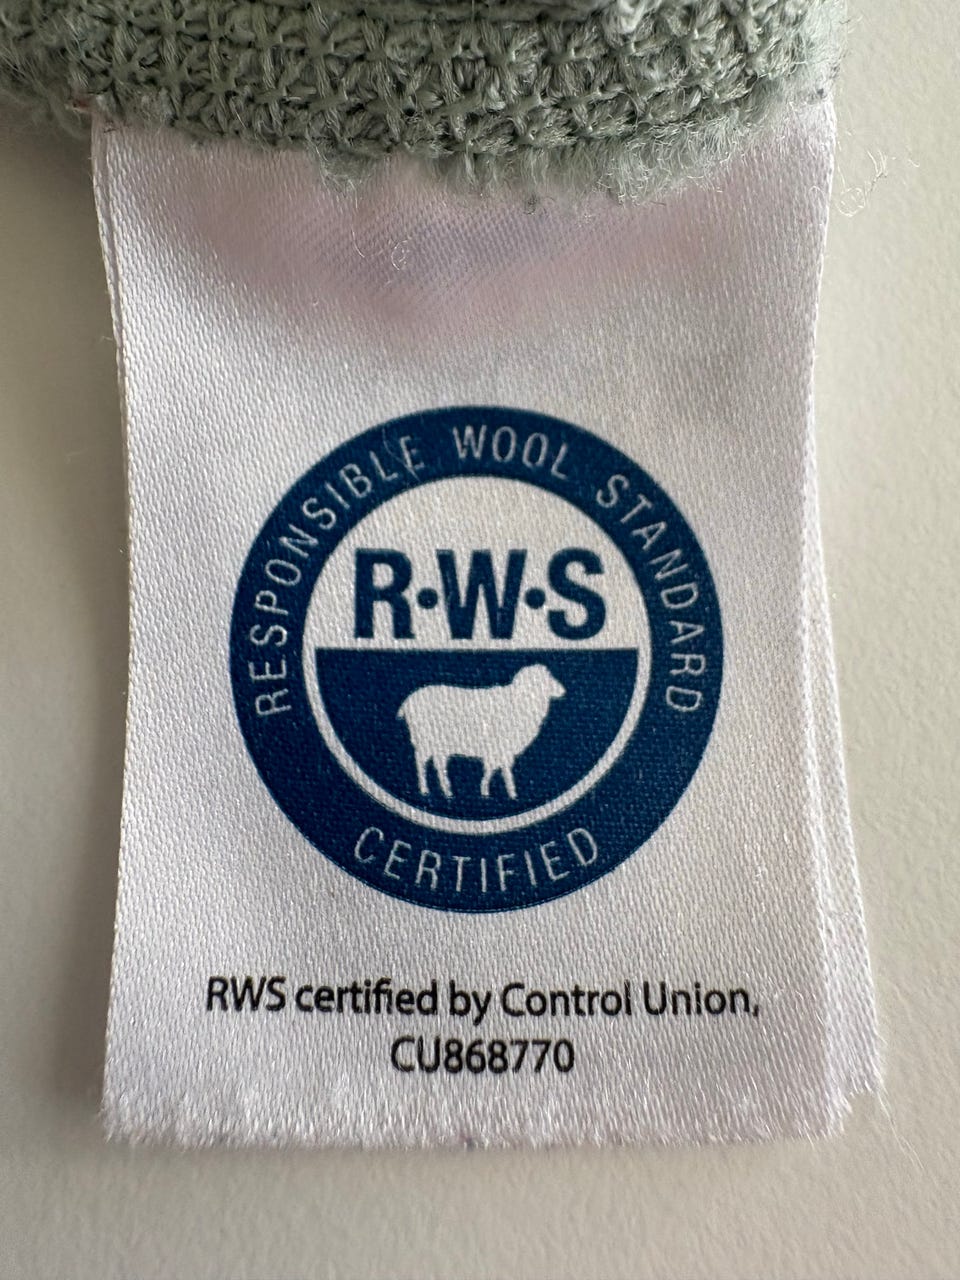 RESPONSIBLE WOOL STANDARD
R·W·S
CERTIFIED
RWS certified by Control Union,
CU868770